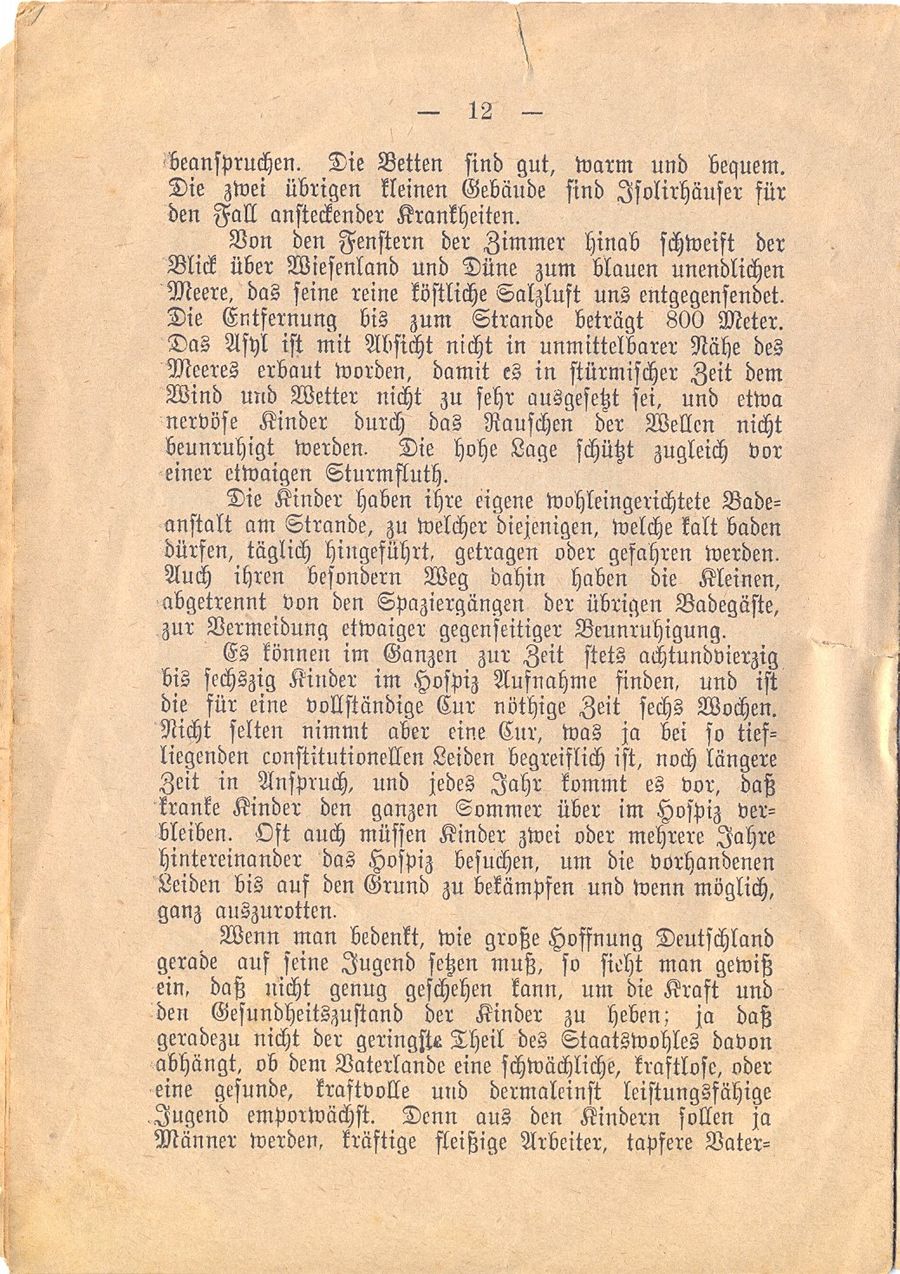 — 12 —
beanspruchen. Die Betten sind gut, warm und bequem.
Die zwei übrigen kleinen Gebäude sind Isolirhäuser für
den Fall ansteckender Krankheiten.
Von den Fenstern der Zimmer hinab schweift der
Blick über Wiesenland und Düne zum blauen unendlichen
Meere, das seine reine köstliche Salzluft uns entgegensendet.
Die Entfernung bis zum Strande beträgt 800 Meter.
Das Asyl ist mit Absicht nicht in unmittelbarer Nähe des
Meeres erbaut worden, damit es in stürmischer Zeit dem
Wind und Wetter nicht zu sehr ausgesetzt sei, und etwa
nervöse Kinder durch das Rauschen der Wellen nicht
beunruhigt werden. Die hohe Lage schützt zugleich vor
einer etwaigen Sturmfluth.
Die Kinder haben ihre eigene wohleingerichtete Bade-
anstalt am Strande, zu welcher diejenigen, welche kalt baden
dürfen, täglich hingeführt, getragen oder gefahren werden.
Auch ihren besondern Weg dahin haben die Kleinen,
abgetrennt von den Spaziergängen der übrigen Badegäste,
zur Vermeidung etwaiger gegenseitiger Beunruhigung.
Es können im Ganzen zur Zeit stets achtundvierzig
bis sechszig Kinder im Hospiz Aufnahme finden, und ist
die für eine vollständige Cur nöthige Zeit sechs Wochen.
Nicht selten nimmt aber eine Cur, was ja bei so tief-
liegenden constitutionellen Leiden begreiflich ist, noch längere
Zeit in Anspruch, und jedes Jahr kommt es vor, daß
kranke Kinder den ganzen Sommer über im Hospiz ver-
bleiben. Oft auch müssen Kinder zwei oder mehrere Jahre
hintereinander das Hospiz besuchen, um die vorhandenen
Leiden bis auf den Grund zu bekämpfen und wenn möglich,
ganz auszurotten.
Wenn man bedenkt, wie große Hoffnung Deutschland
gerade auf seine Jugend setzen muß, so sieht man gewiß
ein, daß nicht genug geschehen kann, um die Kraft und
den Gesundheitszustand der Kinder zu heben; ja daß
geradezu nicht der geringste Theil des Staatswohles davon
abhängt, ob dem Vaterlande eine schwächliche, kraftlose, oder
eine gesunde, kraftvolle und dermaleinst leistungsfähige
Jugend emporwächst. Denn aus den Kindern sollen ja
Männer werden, kräftige fleißige Arbeiter, tapfere Vater-